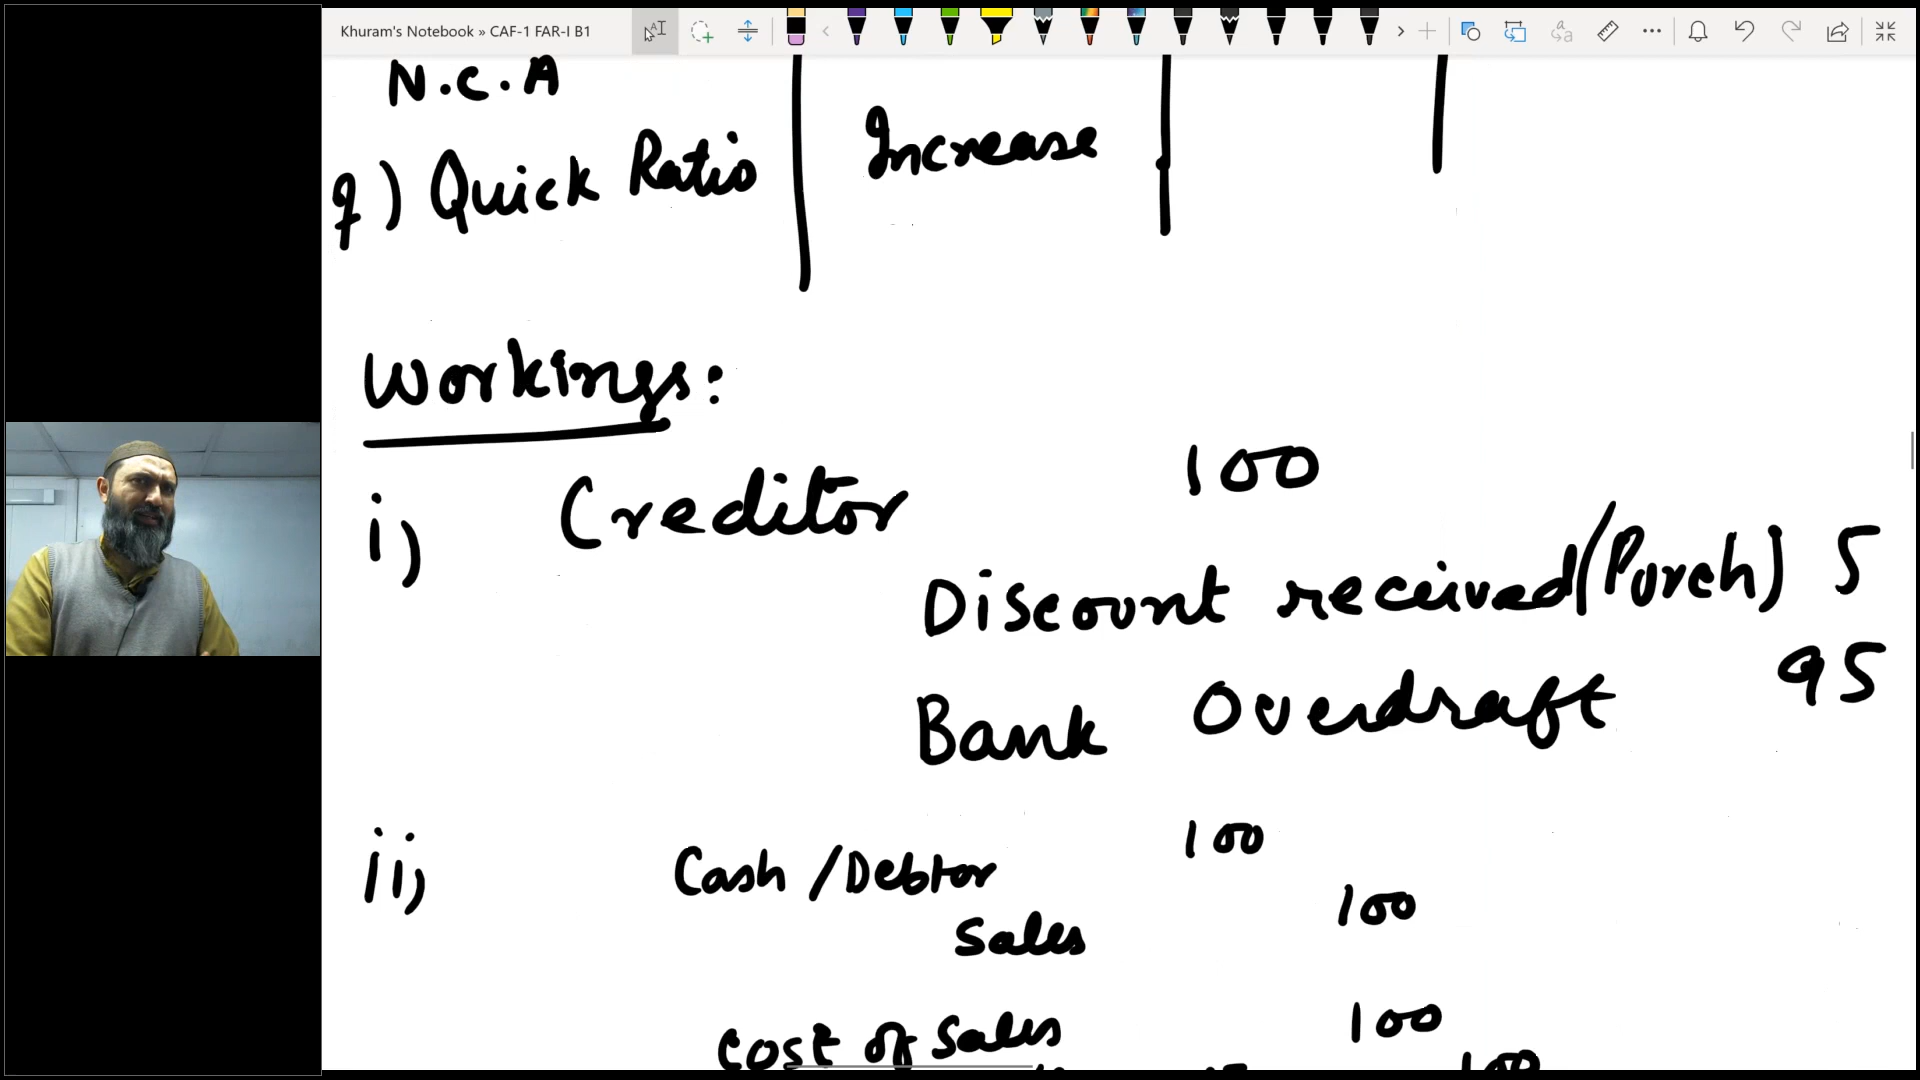 Khuram's Notebook » CAF-1 FAR-I B1
N.C.A
q) Quick Ratio Increase
Workings:
i) Creditor 100
Discount received (Purch) 5
Bank Overdraft 95
ii) Cash / Debtor 100
Sales 100
Cost of Sales 100
100